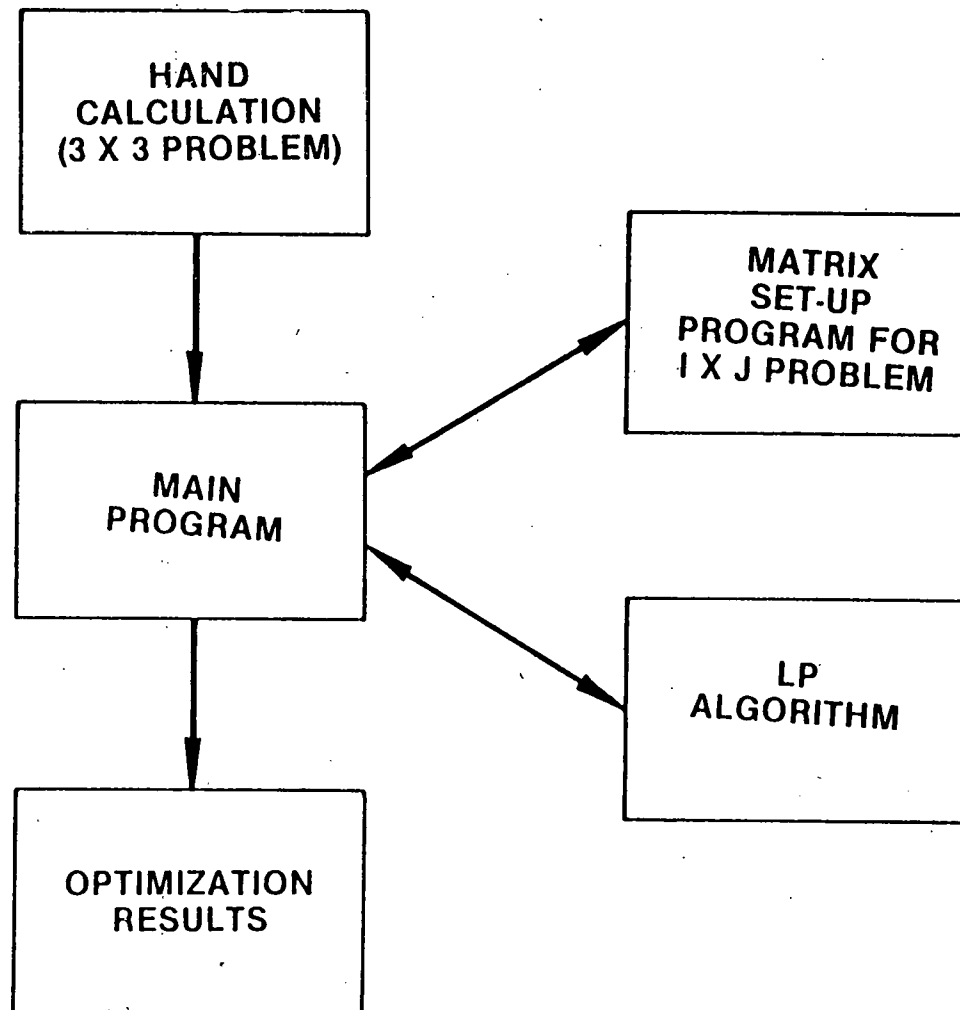 HAND
CALCULATION
(3 X 3 PROBLEM)
MATRIX
SET-UP
PROGRAM FOR
I X J PROBLEM
MAIN
PROGRAM
LP
ALGORITHM
OPTIMIZATION
RESULTS